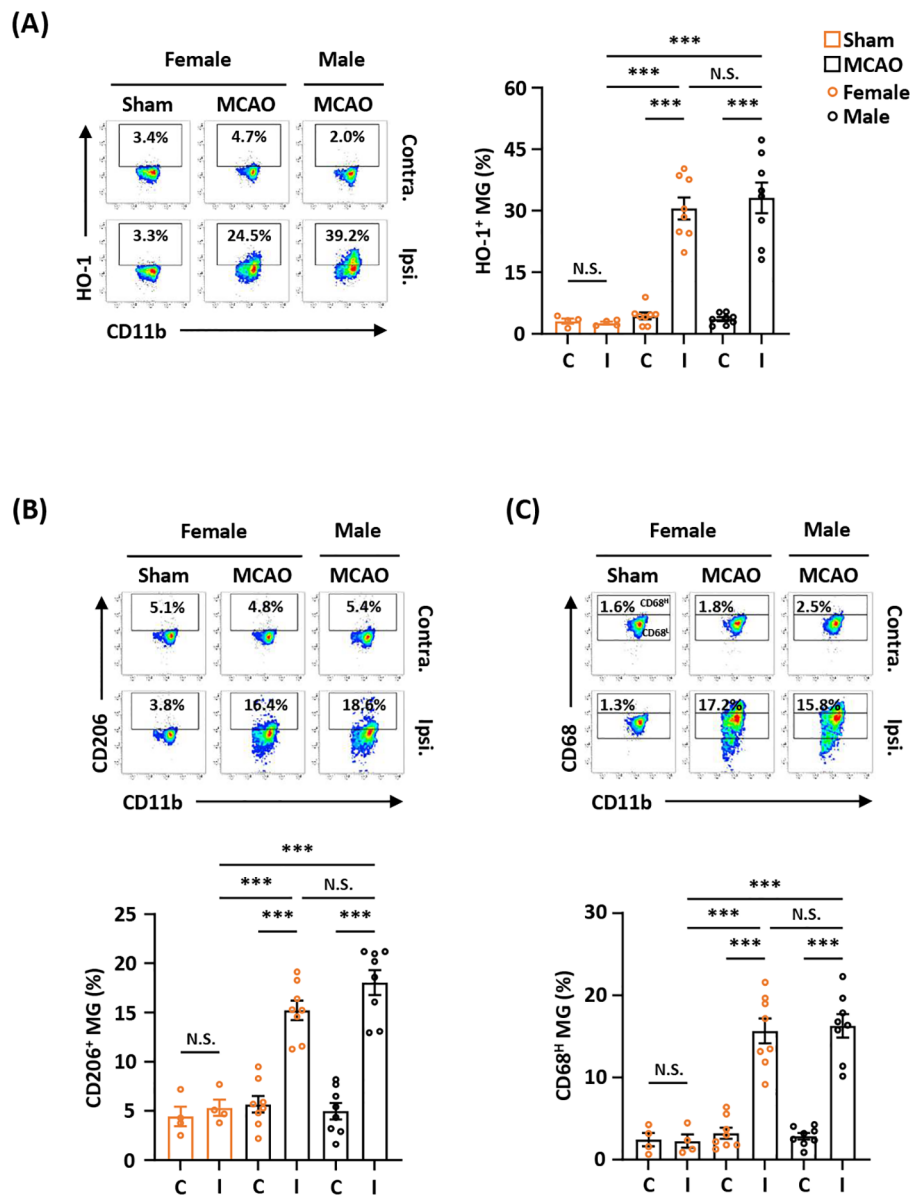 (A)
Female Male
Sham MCAO MCAO
3.4% 4.7% 2.0%
Contra.
3.3% 24.5% 39.2%
Ipsi.
HO-1
CD11b
***
*** N.S.
*** ***
N.S.
60
45
30
15
0
HO-1+ MG (%)
C I C I C I
Sham
MCAO
Female
Male
(B)
Female Male
Sham MCAO MCAO
5.1% 4.8% 5.4%
Contra.
3.8% 16.4% 18.6%
Ipsi.
CD206
CD11b
***
*** N.S.
*** ***
N.S.
25
20
15
10
5
0
CD206+ MG (%)
C I C I C I
(C)
Female Male
Sham MCAO MCAO
1.6% CD68H 1.8% 2.5%
CD68L
Contra.
1.3% 17.2% 15.8%
Ipsi.
CD68
CD11b
***
*** N.S.
*** ***
N.S.
30
20
10
0
CD68H MG (%)
C I C I C I